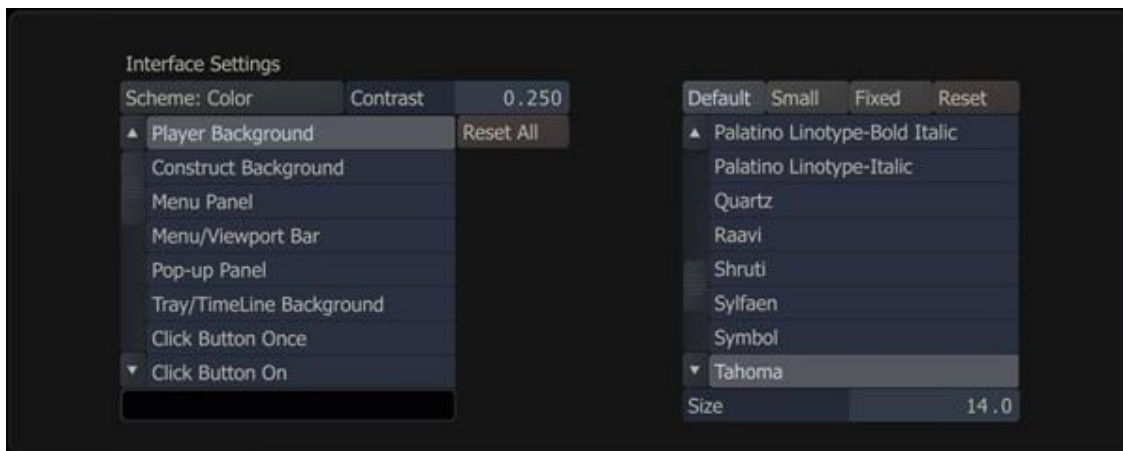 Interface Settings
Scheme: Color Contrast 0.250
Player Background Reset All
Construct Background
Menu Panel
Menu/Viewport Bar
Pop-up Panel
Tray/TimeLine Background
Click Button Once
Click Button On
Default Small Fixed Reset
Palatino Linotype-Bold Italic
Palatino Linotype-Italic
Quartz
Raavi
Shruti
Sylfaen
Symbol
Tahoma
Size 14.0